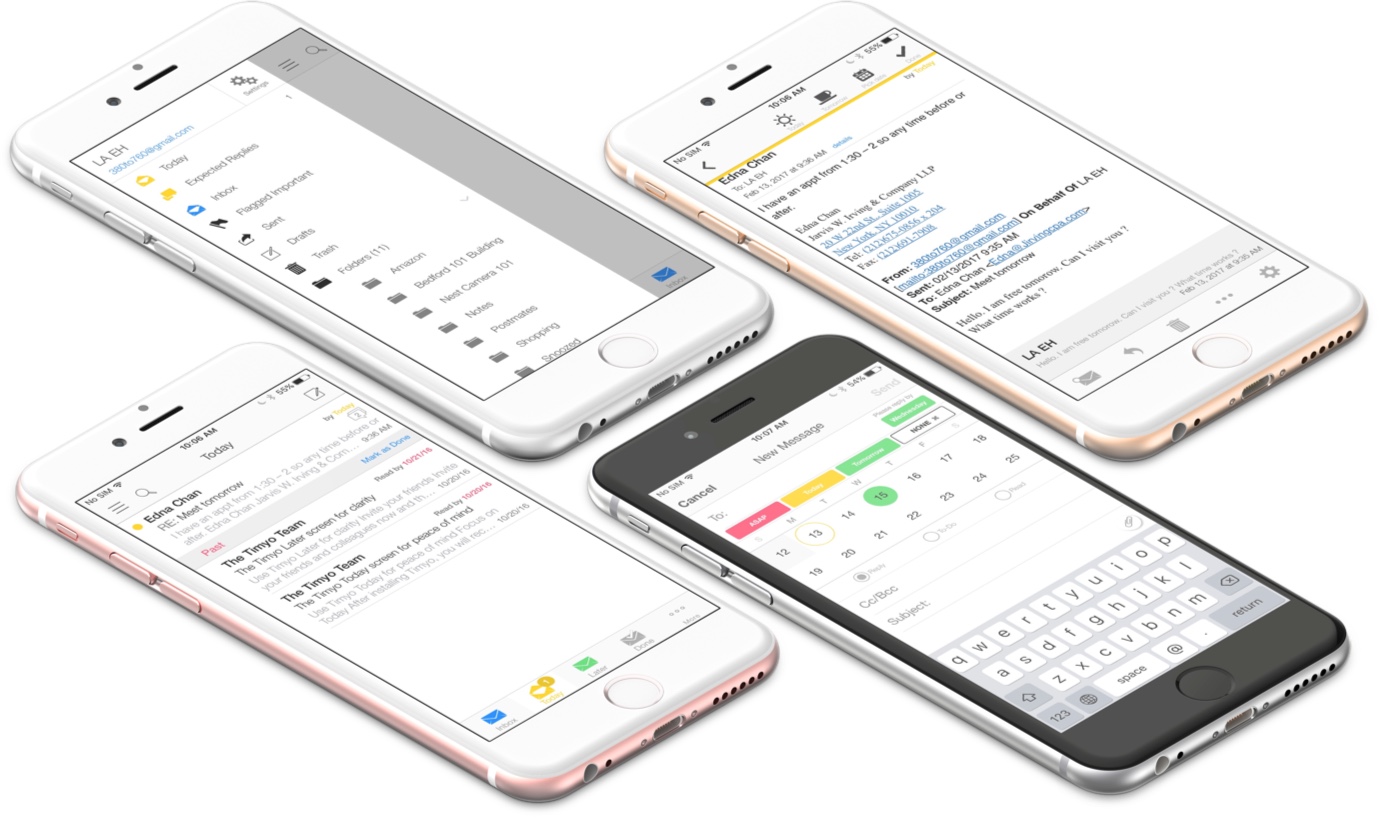 Settings
1
LA EH
380to760@gmail.com
Today
Expected Replies
Inbox
Flagged Important
Sent
Drafts
Trash
Folders (11)
Amazon
Bedford 101 Building
Nest Camera 101
Notes
Postmates
Shopping
Snoozed
Inbox
No SIM 10:06 AM 55%
Today
Tomorrow
Done
by Today
Edna Chan
To: LA EH
Feb 13, 2017 at 9:36 AM details
I have an appt from 1:30 – 2 so any time before or
after.
Edna Chan
Jarvis W. Irving & Company LLP
20 W 22nd St., Suite 1005
New York, NY 10010
Tel: (212)675-0856 x 204
Fax: (212)691-7908
From: 380to760@gmail.com
[mailto:380to760@gmail.com] On Behalf Of LA EH
Sent: 02/13/2017 9:35 AM
To: Edna Chan <Edna@Jirvingcpa.com>
Subject: Meet tomorrow
Hello. I am free tomorrow. Can I visit you ?
What time works ?
LA EH
Hello. I am free tomorrow. Can I visit you ? What time works ?
Feb 13, 2017 at 9:35 AM
No SIM 10:06 AM 55%
Today
by Today
Edna Chan 9:36 AM
RE: Meet tomorrow
I have an appt from 1:30 - 2 so any time before or
after. Edna Chan Jarvis W. Irving & Com...
Past
Mark as Done
Read by 10/21/16
The Timyo Team 10/20/16
The Timyo Later screen for clarity
Use Timyo Later for clarity Invite your friends Invite
your friends and colleagues now and th...
Read by 10/20/16
The Timyo Team 10/20/16
The Timyo Today screen for peace of mind
Use Timyo Today for peace of mind Focus on
Today After installing Timyo, you will rec...
Inbox
1
Today
Later
Done
More
No SIM 10:07 AM 54%
Cancel
New Message
Send
To:
Please reply by
Wednesday
ASAP
Today
Tomorrow
NONE
S M T W T F S
12 13 14 15 16 17 18
19 20 21 22 23 24 25
Reply
To-Do
Read
Cc/Bcc
Subject:
q w e r t y u i o p
a s d f g h j k l
z x c v b n m
123
space
@
.
return